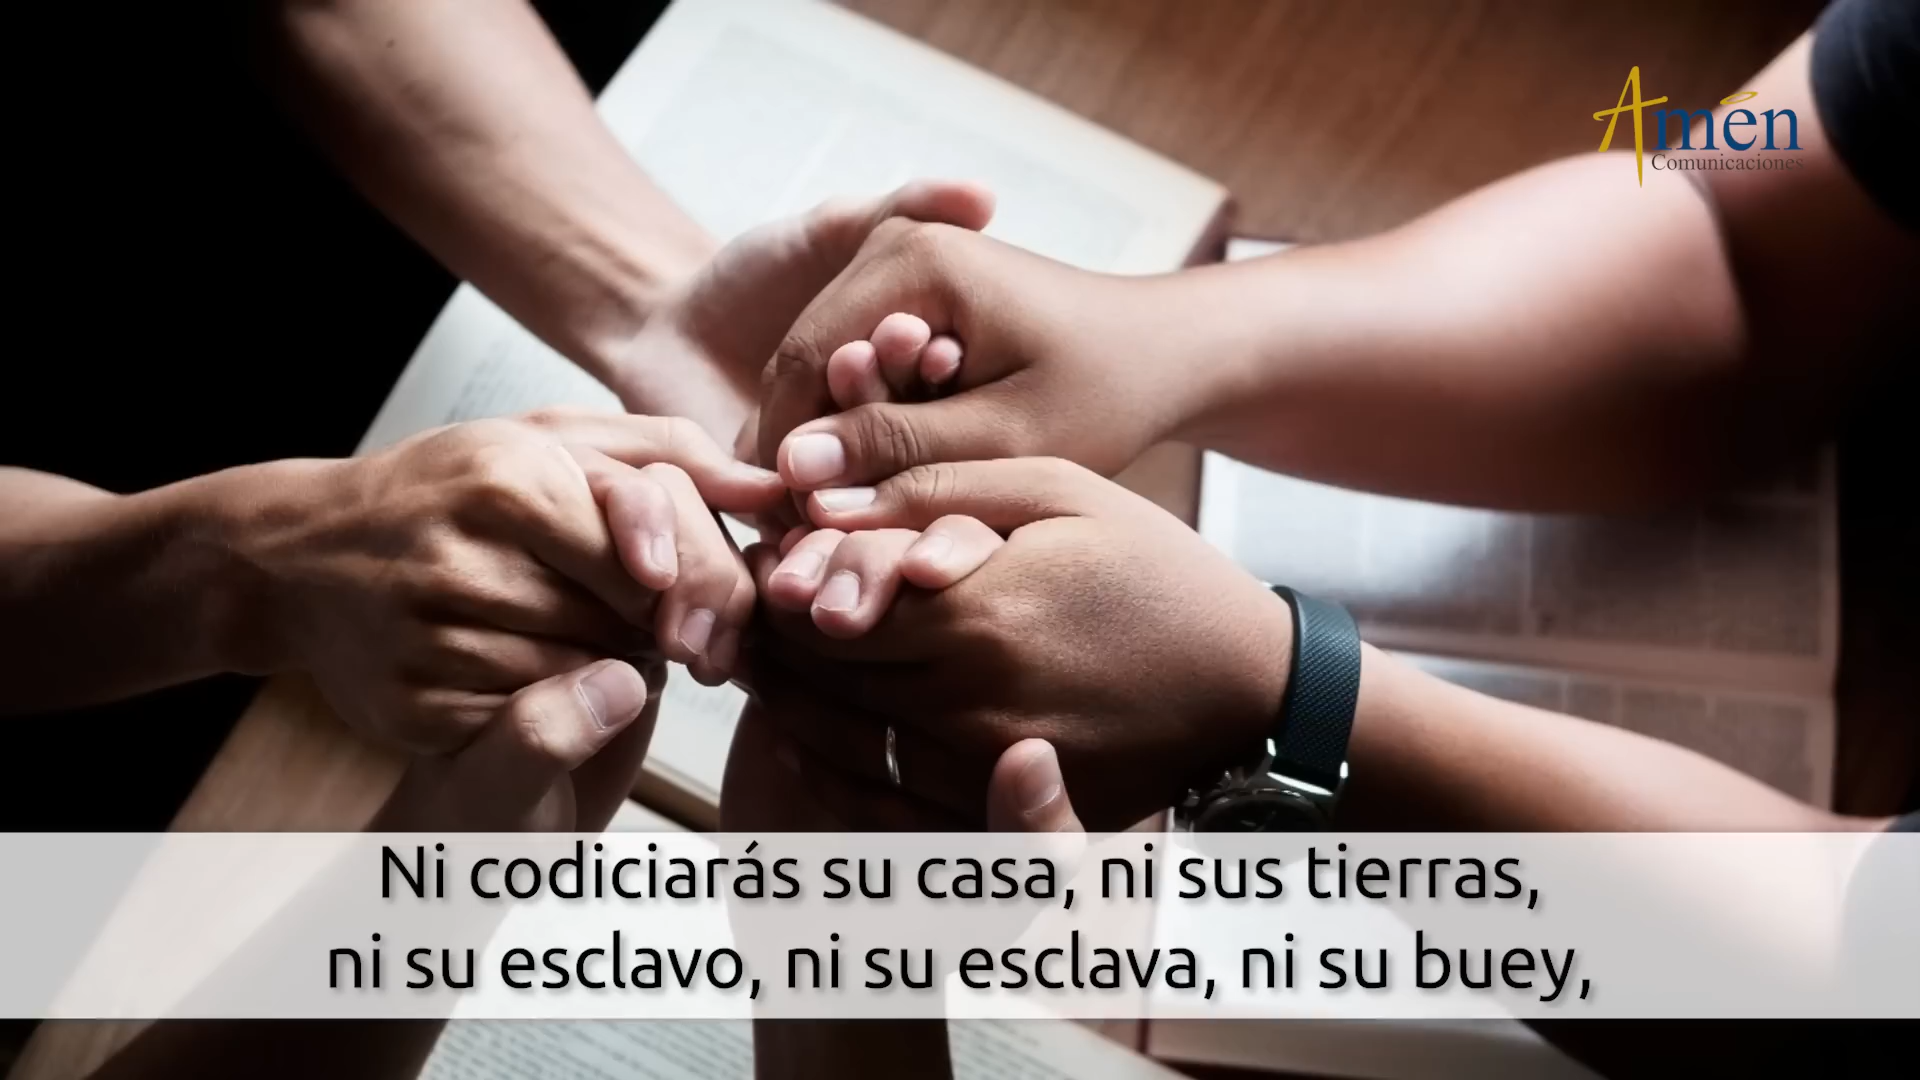 Amén
Comunicaciones
Ni codiciarás su casa, ni sus tierras,
ni su esclavo, ni su esclava, ni su buey,